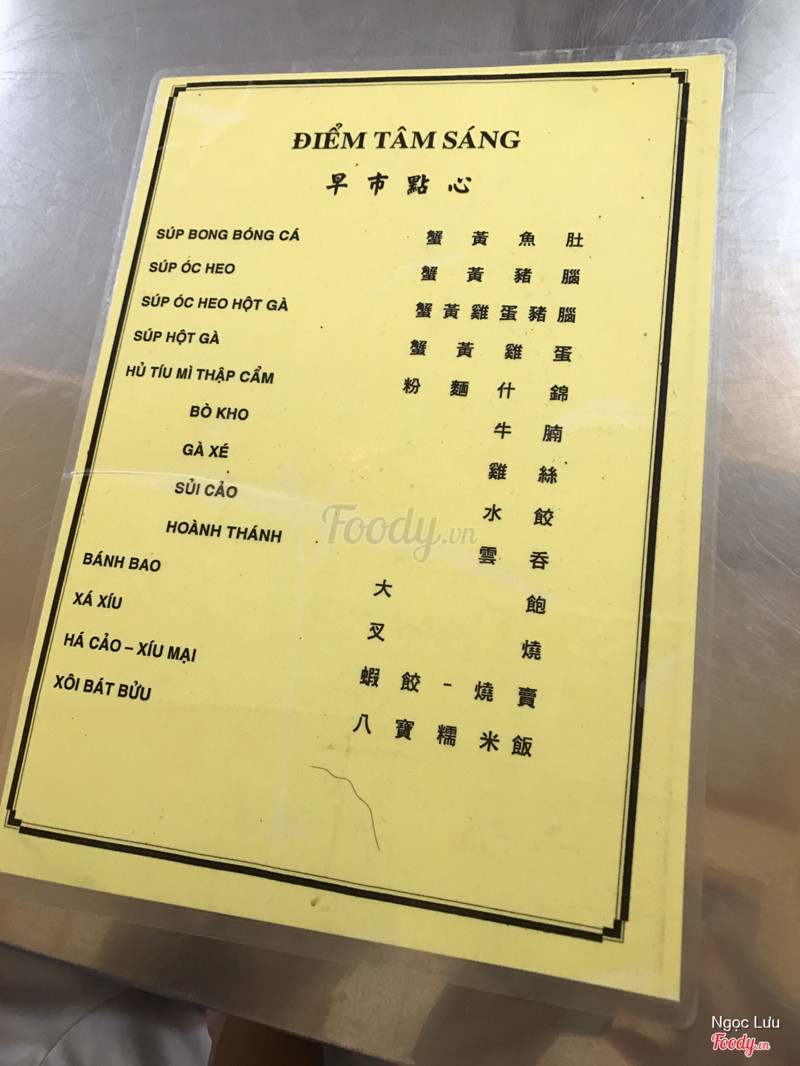 ĐIỂM TÂM SÁNG
早市點心
SÚP BONG BÓNG CÁ 蟹黃魚肚
SÚP ÓC HEO 蟹黃豬腦
SÚP ÓC HEO HỘT GÀ 蟹黃雞蛋豬腦
SÚP HỘT GÀ 蟹黃雞蛋
HỦ TÍU MÌ THẬP CẨM 粉麵什錦
BÒ KHO 牛腩
GÀ XÉ 雞絲
SỦI CẢO 水餃
HOÀNH THÁNH 雲吞
BÁNH BAO 大飽
XÁ XÍU 叉燒
HÁ CẢO – XÍU MẠI 蝦餃-燒賣
XÔI BÁT BỬU 八寶糯米飯
Foody.vn
Ngọc Lưu
Foody.vn